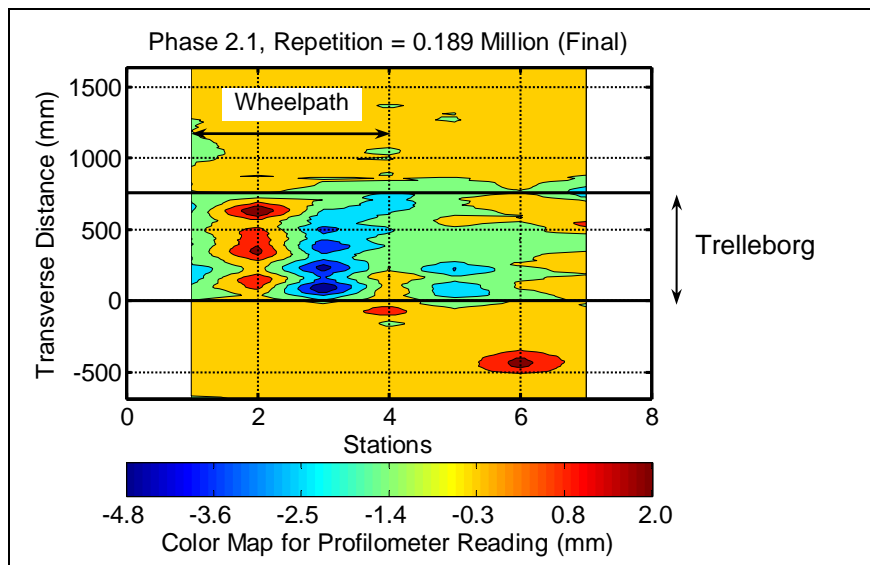 Phase 2.1, Repetition = 0.189 Million (Final)
1500
Wheelpath
1000
500
Trelleborg
0
-500
Transverse Distance (mm)
0 2 4 6 8
Stations
-4.8 -3.6 -2.5 -1.4 -0.3 0.8 2.0
Color Map for Profilometer Reading (mm)